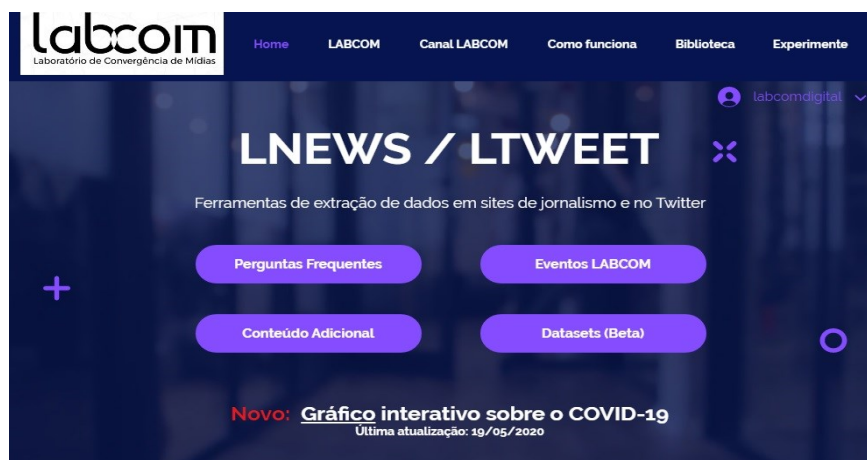 labcom
Laboratório de Convergência de Mídias
Home LABCOM Canal LABCOM Como funciona Biblioteca Experimente
labcomdigital
LNEWS / LTWEET
Ferramentas de extração de dados em sites de jornalismo e no Twitter
Perguntas Frequentes Eventos LABCOM
Conteúdo Adicional Datasets (Beta)
Novo: Gráfico interativo sobre o COVID-19
Última atualização: 19/05/2020